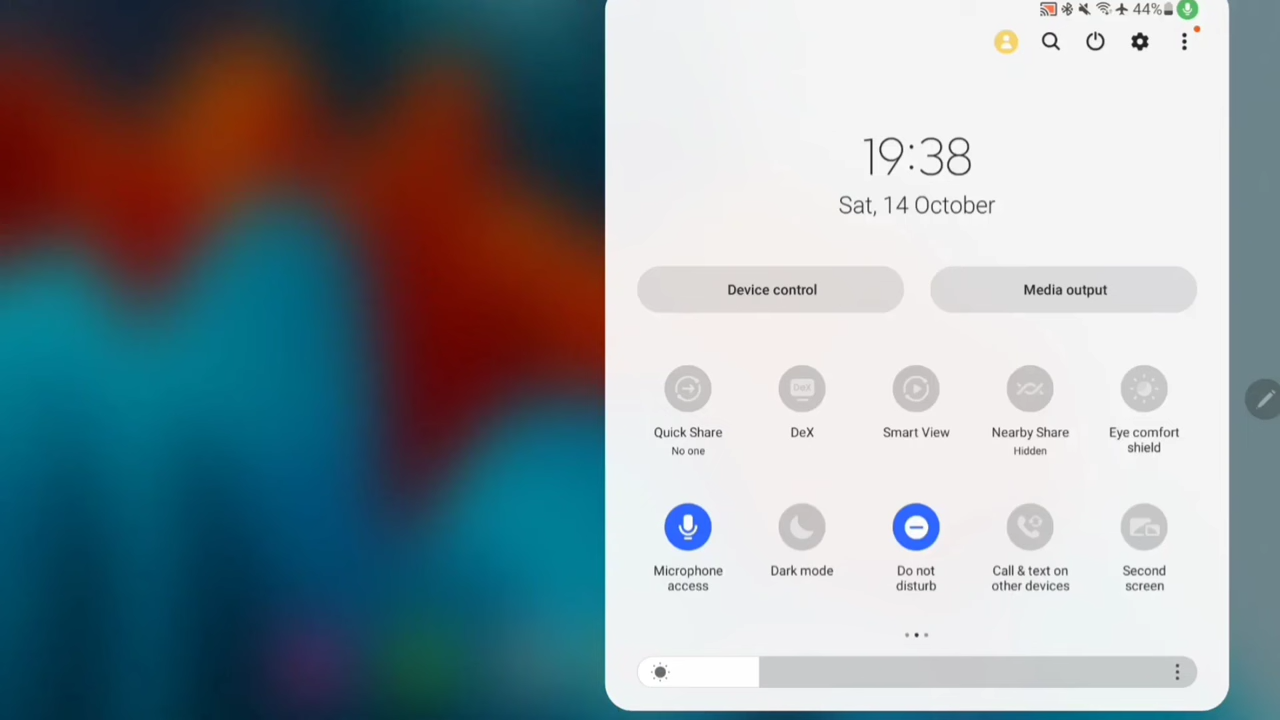 44%
19:38
Sat, 14 October
Device control
Media output
Quick Share
No one
DeX
DeX
Smart View
Nearby Share
Hidden
Eye comfort
shield
Microphone
access
Dark mode
Do not
disturb
Call & text on
other devices
Second
screen